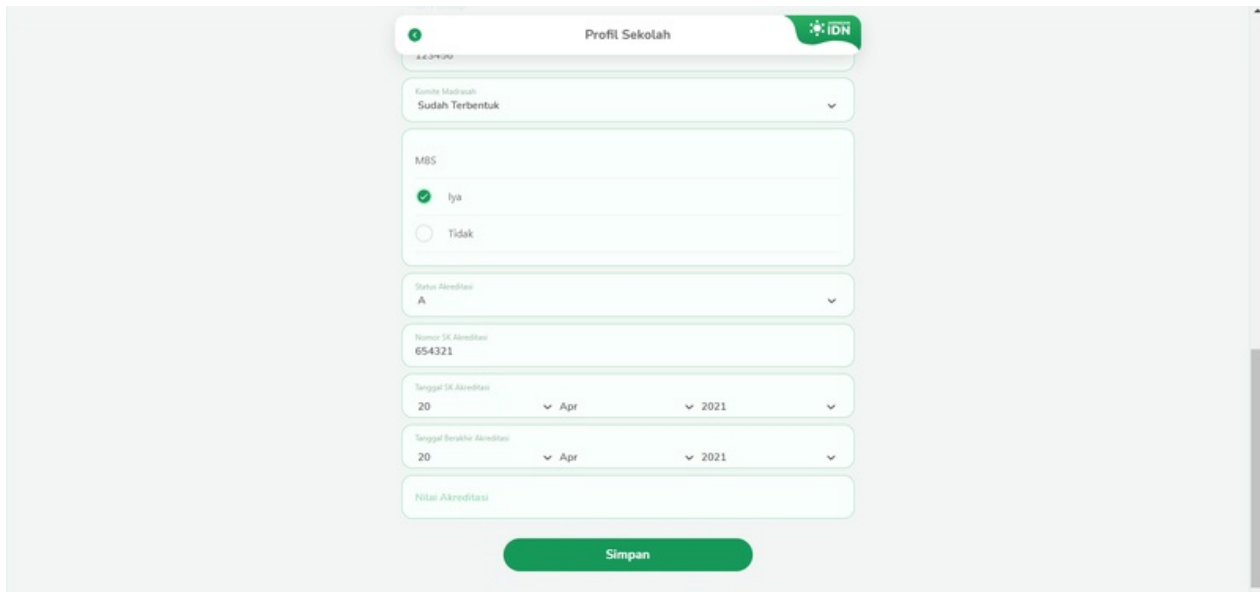 Profil Sekolah
IDN
123456
Komite Madrasah
Sudah Terbentuk
MBS
Iya
Tidak
Status Akreditasi
A
Nomor SK Akreditasi
654321
Tanggal SK Akreditasi
20 Apr 2021
Tanggal Berakhir Akreditasi
20 Apr 2021
Nilai Akreditasi
Simpan